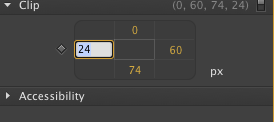 Clip (0, 60, 74, 24)
0
24 60
74 px
Accessibility